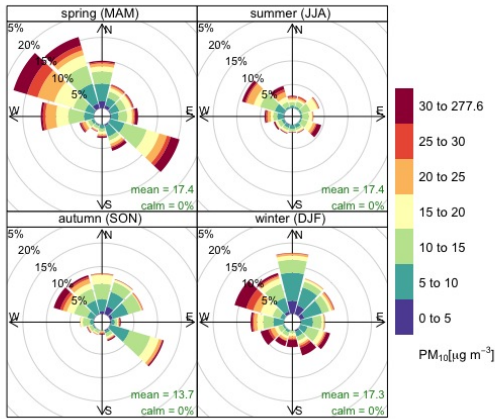 spring (MAM)
5%
20%
15%
10%
5%
N
W
E
S
mean = 17.4
calm = 0%
summer (JJA)
5%
20%
15%
10%
5%
N
W
E
S
mean = 17.4
calm = 0%
autumn (SON)
5%
20%
15%
10%
5%
N
W
E
S
mean = 13.7
calm = 0%
winter (DJF)
5%
20%
15%
10%
5%
N
W
E
S
mean = 17.3
calm = 0%
30 to 277.6
25 to 30
20 to 25
15 to 20
10 to 15
5 to 10
0 to 5
PM₁₀[µg m⁻³]